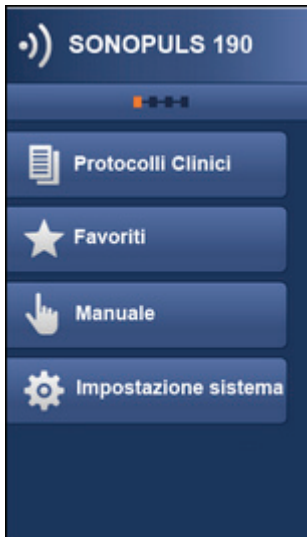 SONOPULS 190
Protocolli Clinici
Favoriti
Manuale
Impostazione sistema